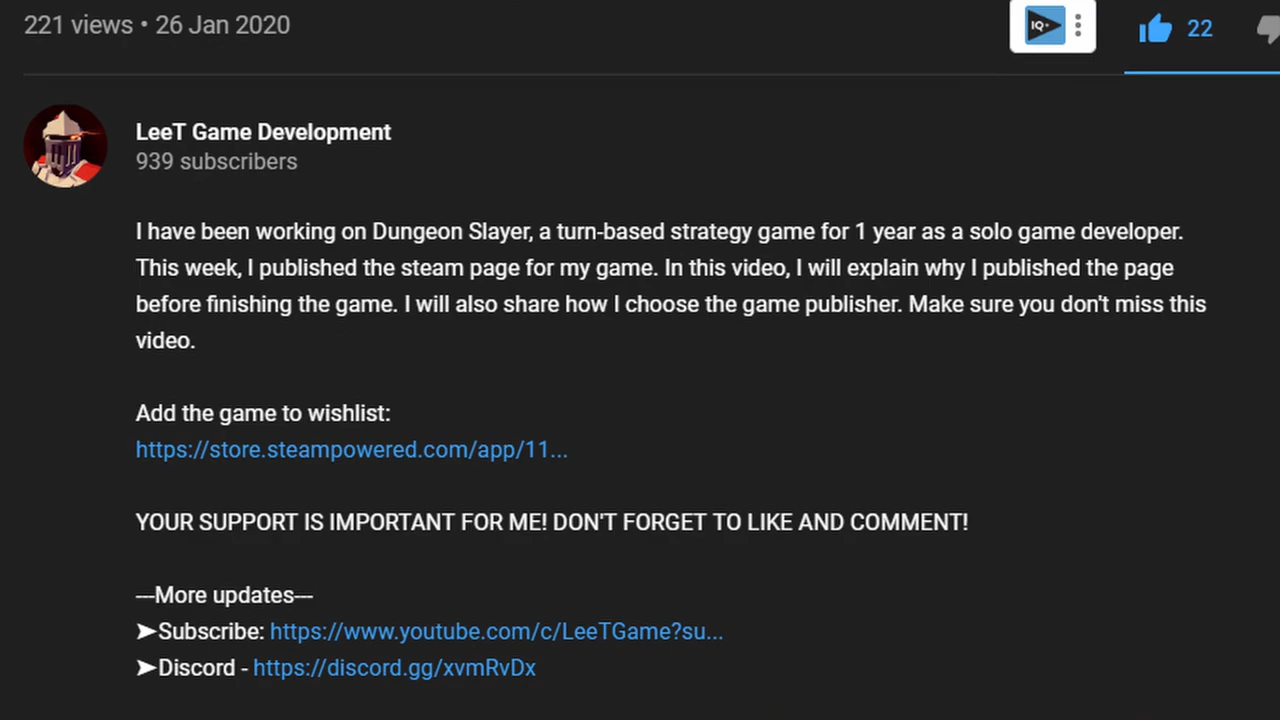 221 views • 26 Jan 2020
IQ
22
LeeT Game Development
939 subscribers
I have been working on Dungeon Slayer, a turn-based strategy game for 1 year as a solo game developer.
This week, I published the steam page for my game. In this video, I will explain why I published the page
before finishing the game. I will also share how I choose the game publisher. Make sure you don't miss this
video.
Add the game to wishlist:
https://store.steampowered.com/app/11...
YOUR SUPPORT IS IMPORTANT FOR ME! DON'T FORGET TO LIKE AND COMMENT!
---More updates---
➤Subscribe: https://www.youtube.com/c/LeeTGame?su...
➤Discord - https://discord.gg/xvmRvDx